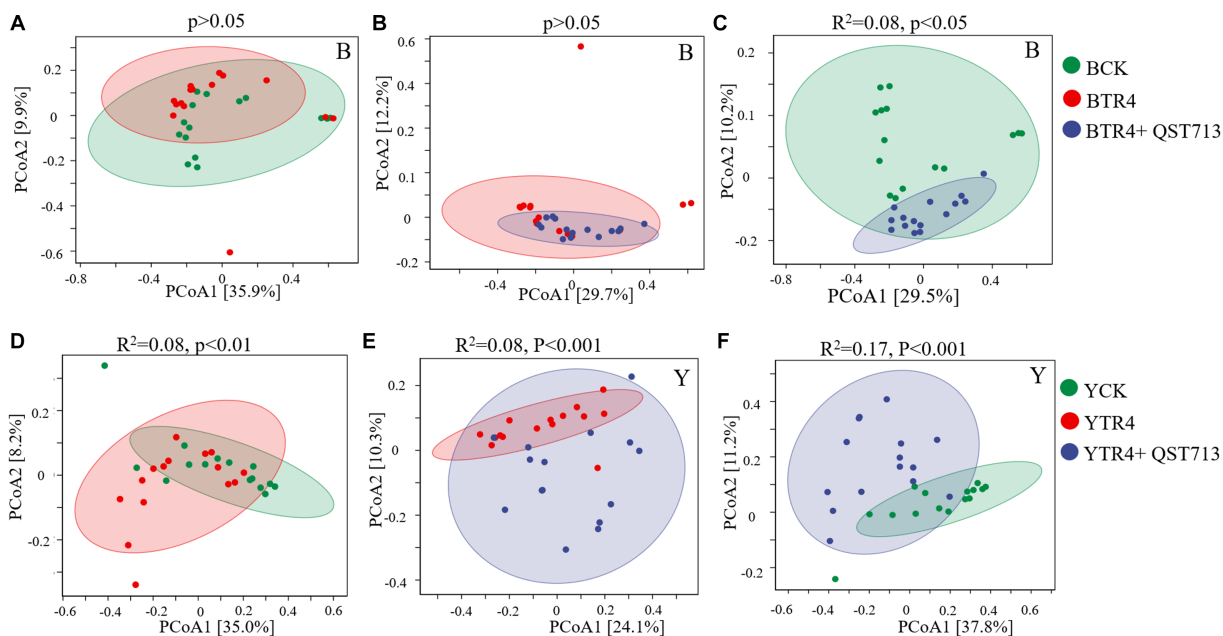 A
p>0.05
B
PCoA2 [9.9%]
0.2
0
-0.2
-0.4
-0.6
-0.4 0 0.4
PCoA1 [35.9%]
B
p>0.05
B
PCoA2 [12.2%]
0.6
0.4
0.2
0.1
0
-0.2
-0.4 0 0.4
PCoA1 [29.7%]
C
R²=0.08, p<0.05
B
PCoA2 [10.2%]
0.2
0.1
0
-0.2
-0.8 -0.4 0 0.4
PCoA1 [29.5%]
BCK
BTR4
BTR4+ QST713
D
R²=0.08, p<0.01
PCoA2 [8.2%]
0.2
0
-0.2
-0.4
-0.6 -0.4 -0.2 0 0.2 0.4 0.6
PCoA1 [35.0%]
E
R²=0.08, P<0.001
Y
PCoA2 [10.3%]
0.2
0
-0.2
-0.4
-0.4 -0.2 0 0.2 0.4
PCoA1 [24.1%]
F
R²=0.17, P<0.001
Y
PCoA2 [11.2%]
0.4
0.2
0
0.2
-0.6 -0.4 -0.2 0 0.2 0.4 0.6
PCoA1 [37.8%]
YCK
YTR4
YTR4+ QST713